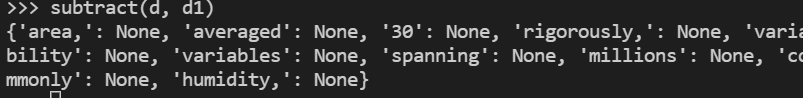 >>> subtract(d, d1)
{'area,': None, 'averaged': None, '30': None, 'rigorously,': None, 'varia
bility': None, 'variables': None, 'spanning': None, 'millions': None, 'co
mmonly': None, 'humidity,': None}